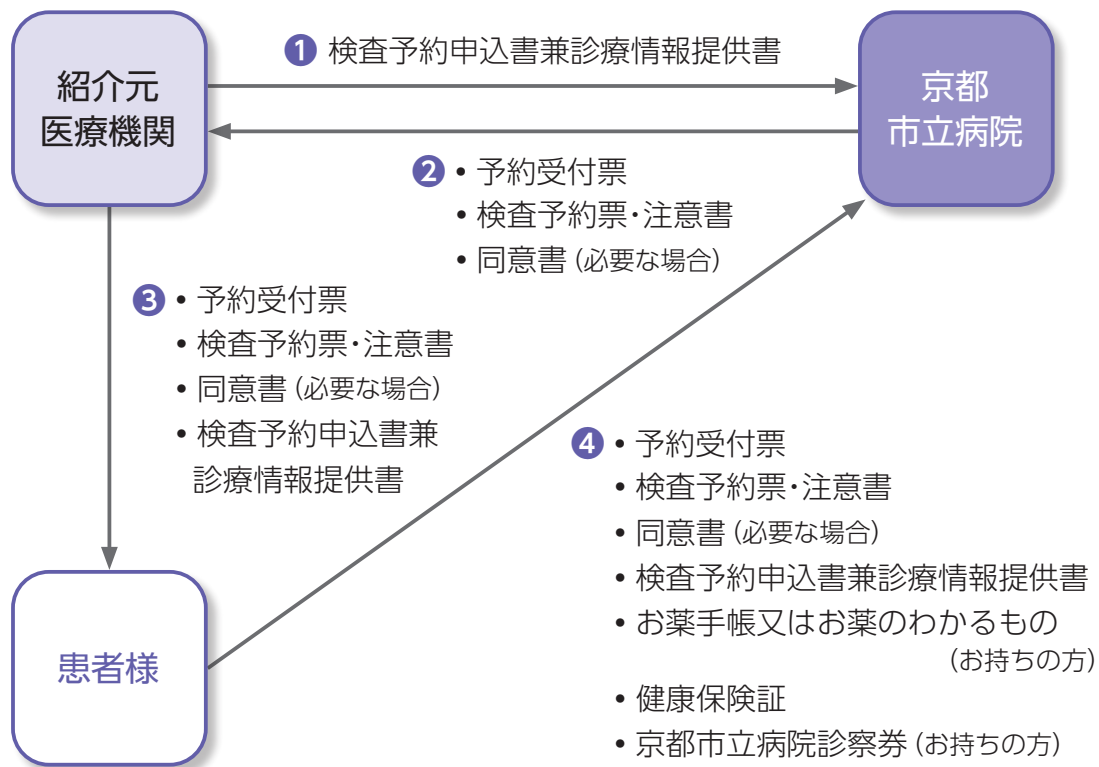 紹介元
医療機関
❶ 検査予約申込書兼診療情報提供書
京都
市立病院
❷ • 予約受付票
• 検査予約票・注意書
• 同意書（必要な場合）
❸ • 予約受付票
• 検査予約票・注意書
• 同意書（必要な場合）
• 検査予約申込書兼
診療情報提供書
患者様
❹ • 予約受付票
• 検査予約票・注意書
• 同意書（必要な場合）
• 検査予約申込書兼診療情報提供書
• お薬手帳又はお薬のわかるもの
（お持ちの方）
• 健康保険証
• 京都市立病院診察券（お持ちの方）